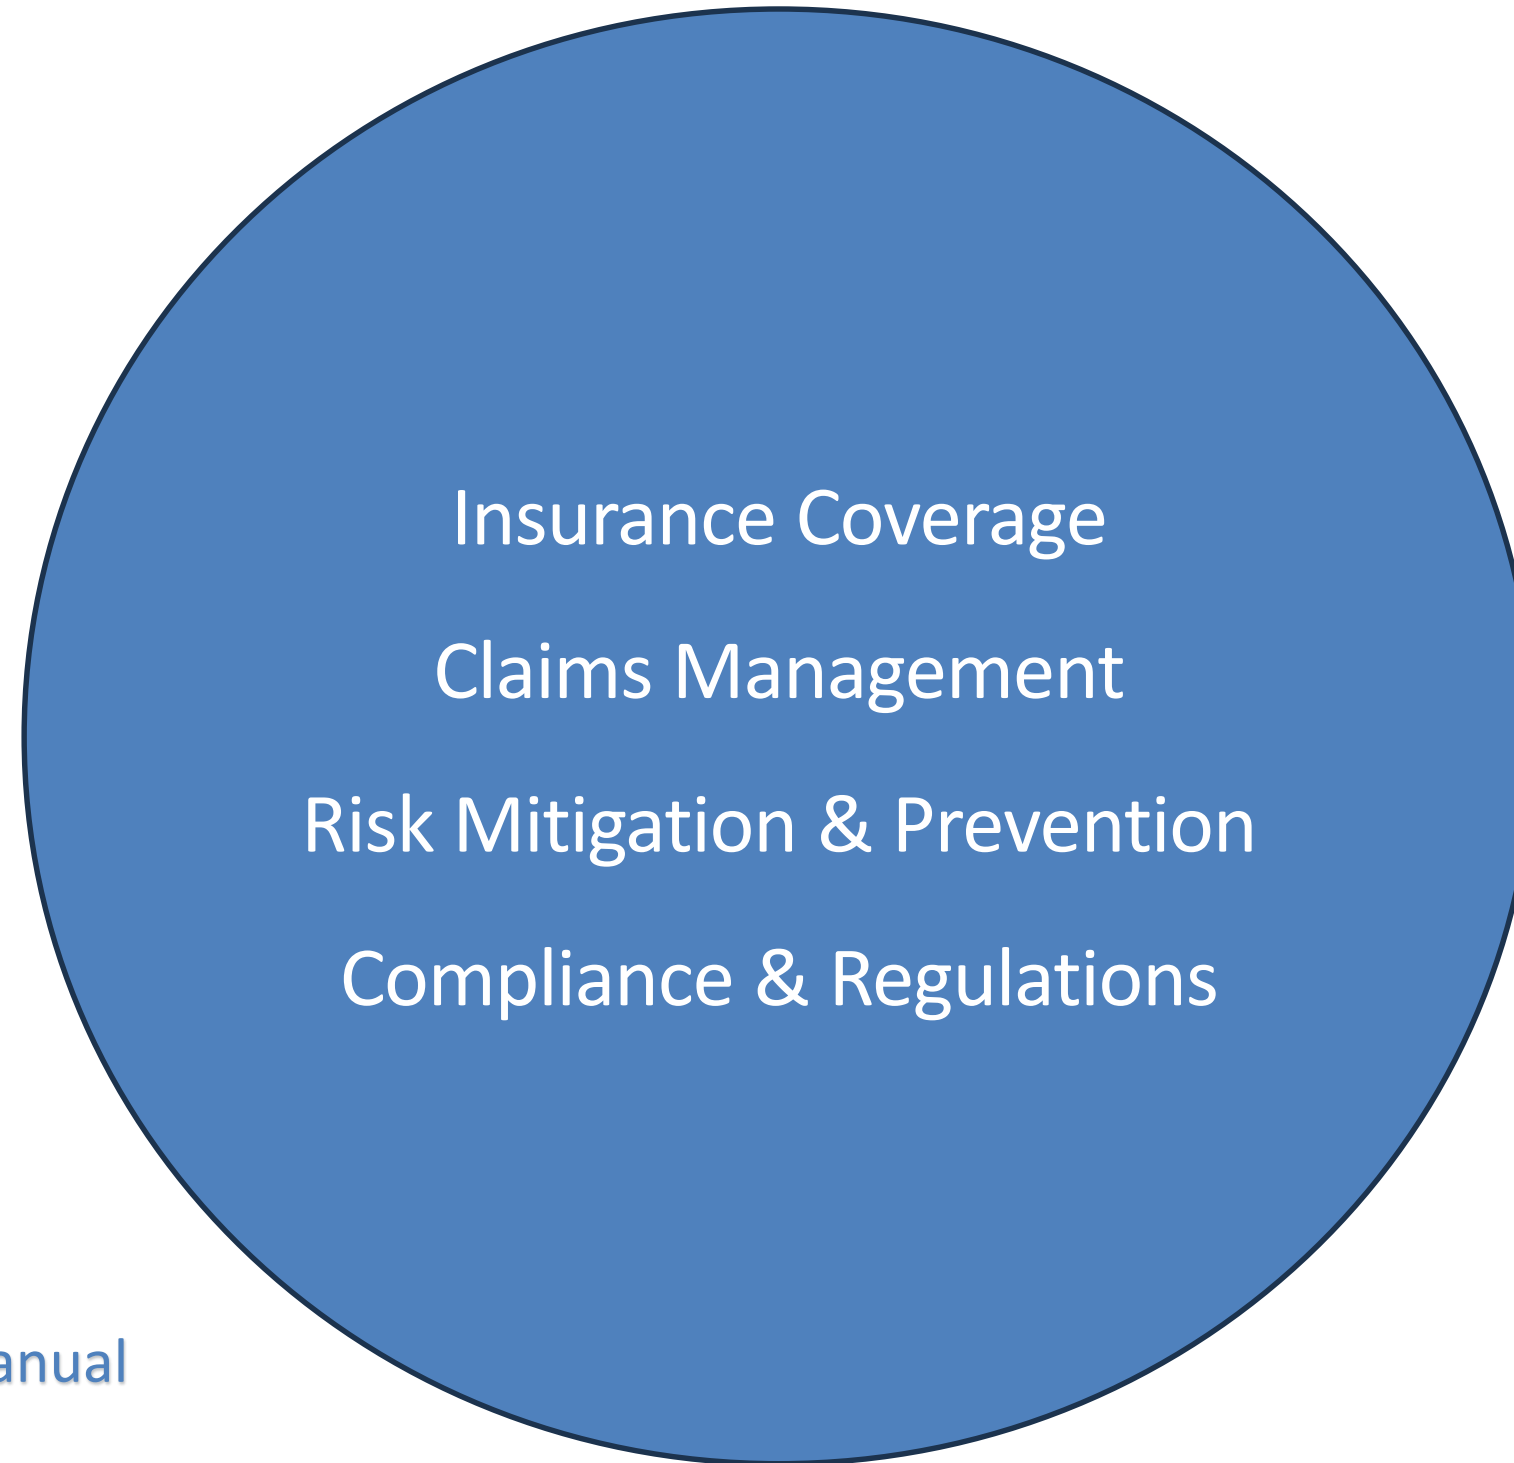 Insurance Coverage
Claims Management
Risk Mitigation & Prevention
Compliance & Regulations
anual